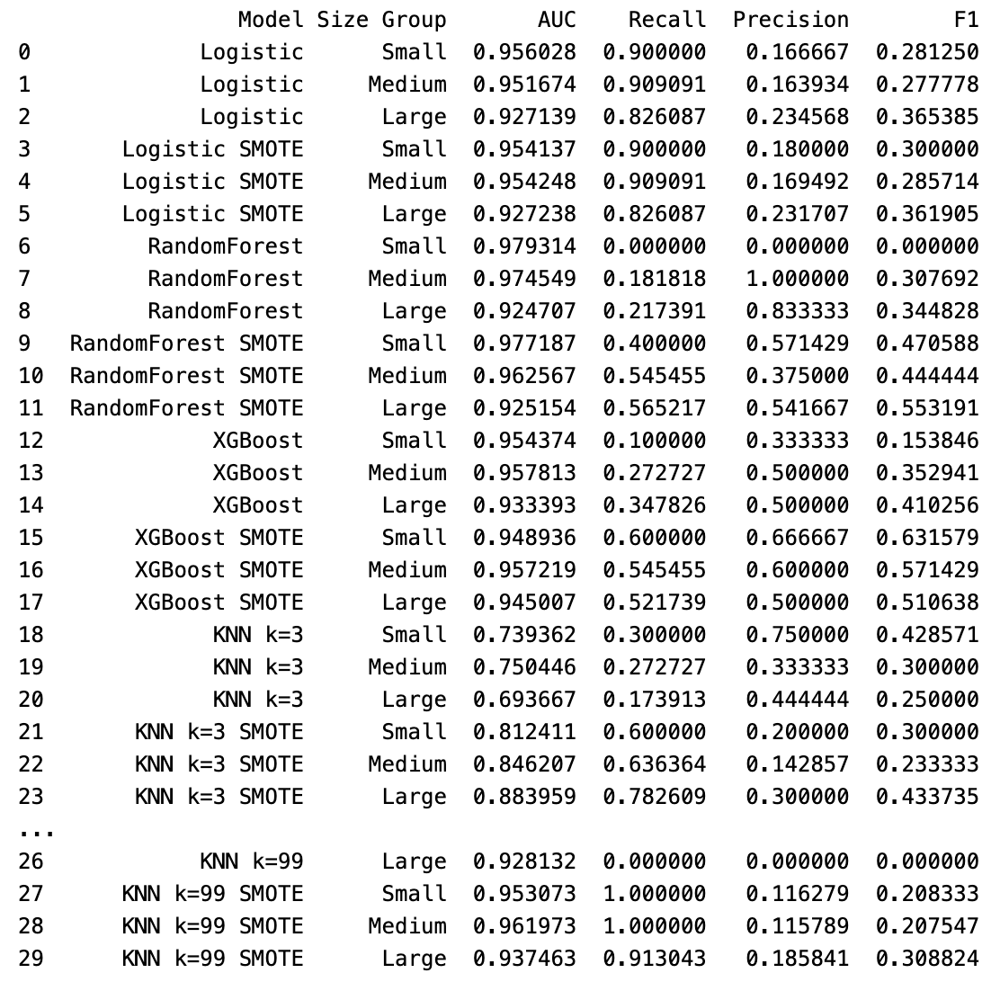 Model Size Group AUC Recall Precision F1
0 Logistic Small 0.956028 0.900000 0.166667 0.281250
1 Logistic Medium 0.951674 0.909091 0.163934 0.277778
2 Logistic Large 0.927139 0.826087 0.234568 0.365385
3 Logistic SMOTE Small 0.954137 0.900000 0.180000 0.300000
4 Logistic SMOTE Medium 0.954248 0.909091 0.169492 0.285714
5 Logistic SMOTE Large 0.927238 0.826087 0.231707 0.361905
6 RandomForest Small 0.979314 0.000000 0.000000 0.000000
7 RandomForest Medium 0.974549 0.181818 1.000000 0.307692
8 RandomForest Large 0.924707 0.217391 0.833333 0.344828
9 RandomForest SMOTE Small 0.977187 0.400000 0.571429 0.470588
10 RandomForest SMOTE Medium 0.962567 0.545455 0.375000 0.444444
11 RandomForest SMOTE Large 0.925154 0.565217 0.541667 0.553191
12 XGBoost Small 0.954374 0.100000 0.333333 0.153846
13 XGBoost Medium 0.957813 0.272727 0.500000 0.352941
14 XGBoost Large 0.933393 0.347826 0.500000 0.410256
15 XGBoost SMOTE Small 0.948936 0.600000 0.666667 0.631579
16 XGBoost SMOTE Medium 0.957219 0.545455 0.600000 0.571429
17 XGBoost SMOTE Large 0.945007 0.521739 0.500000 0.510638
18 KNN k=3 Small 0.739362 0.300000 0.750000 0.428571
19 KNN k=3 Medium 0.750446 0.272727 0.333333 0.300000
20 KNN k=3 Large 0.693667 0.173913 0.444444 0.250000
21 KNN k=3 SMOTE Small 0.812411 0.600000 0.200000 0.300000
22 KNN k=3 SMOTE Medium 0.846207 0.636364 0.142857 0.233333
23 KNN k=3 SMOTE Large 0.883959 0.782609 0.300000 0.433735
...
26 KNN k=99 Large 0.928132 0.000000 0.000000 0.000000
27 KNN k=99 SMOTE Small 0.953073 1.000000 0.116279 0.208333
28 KNN k=99 SMOTE Medium 0.961973 1.000000 0.115789 0.207547
29 KNN k=99 SMOTE Large 0.937463 0.913043 0.185841 0.308824